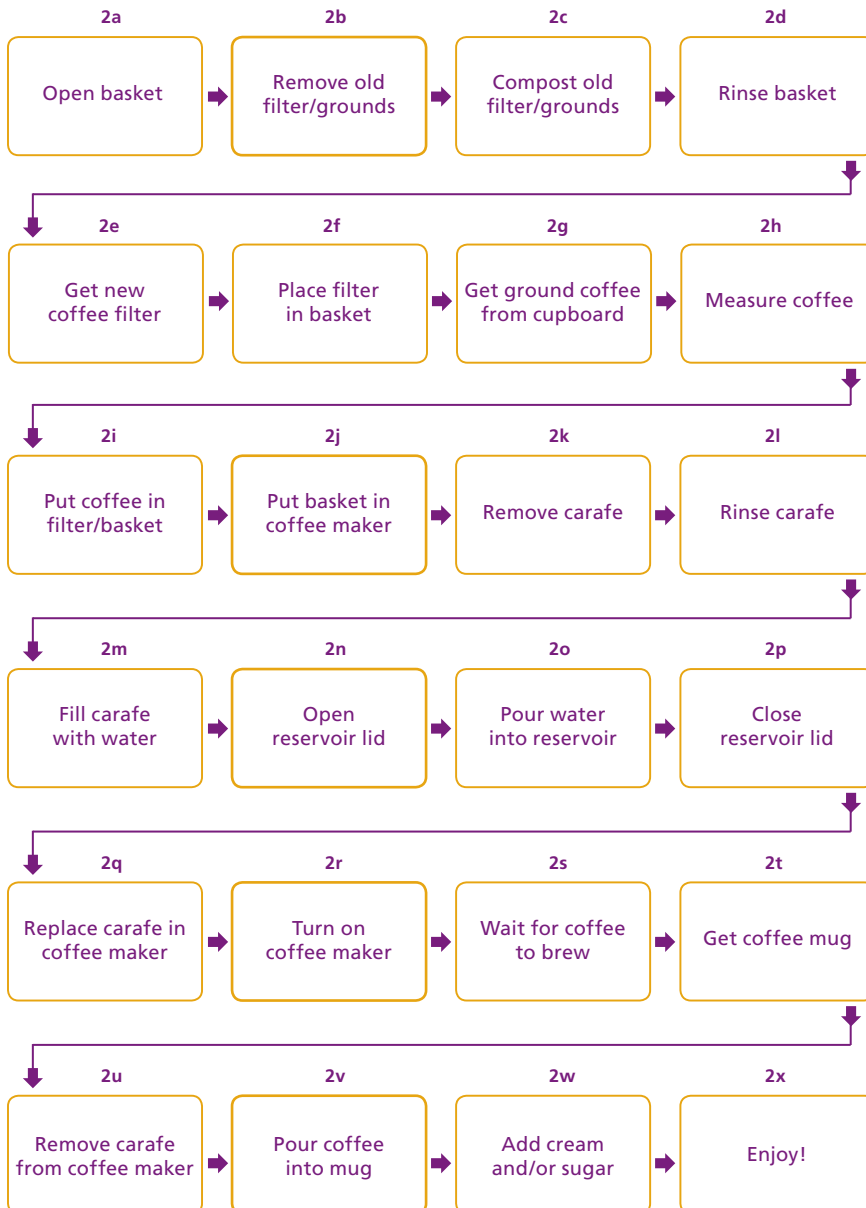 2a
Open basket
2b
Remove old
filter/grounds
2c
Compost old
filter/grounds
2d
Rinse basket
2e
Get new
coffee filter
2f
Place filter
in basket
2g
Get ground coffee
from cupboard
2h
Measure coffee
2i
Put coffee in
filter/basket
2j
Put basket in
coffee maker
2k
Remove carafe
2l
Rinse carafe
2m
Fill carafe
with water
2n
Open
reservoir lid
2o
Pour water
into reservoir
2p
Close
reservoir lid
2q
Replace carafe in
coffee maker
2r
Turn on
coffee maker
2s
Wait for coffee
to brew
2t
Get coffee mug
2u
Remove carafe
from coffee maker
2v
Pour coffee
into mug
2w
Add cream
and/or sugar
2x
Enjoy!